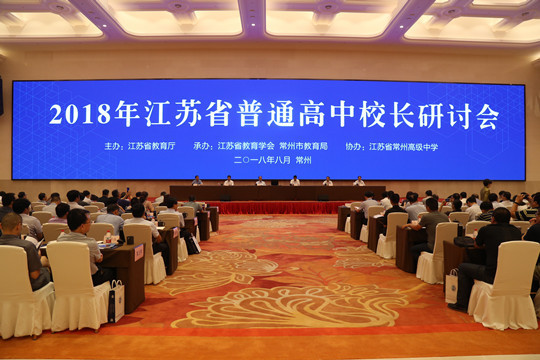 2018年江苏省普通高中校长研讨会
主办：江苏省教育厅 承办：江苏省教育学会 常州市教育局 协办：江苏省常州高级中学
二〇一八年八月 常州